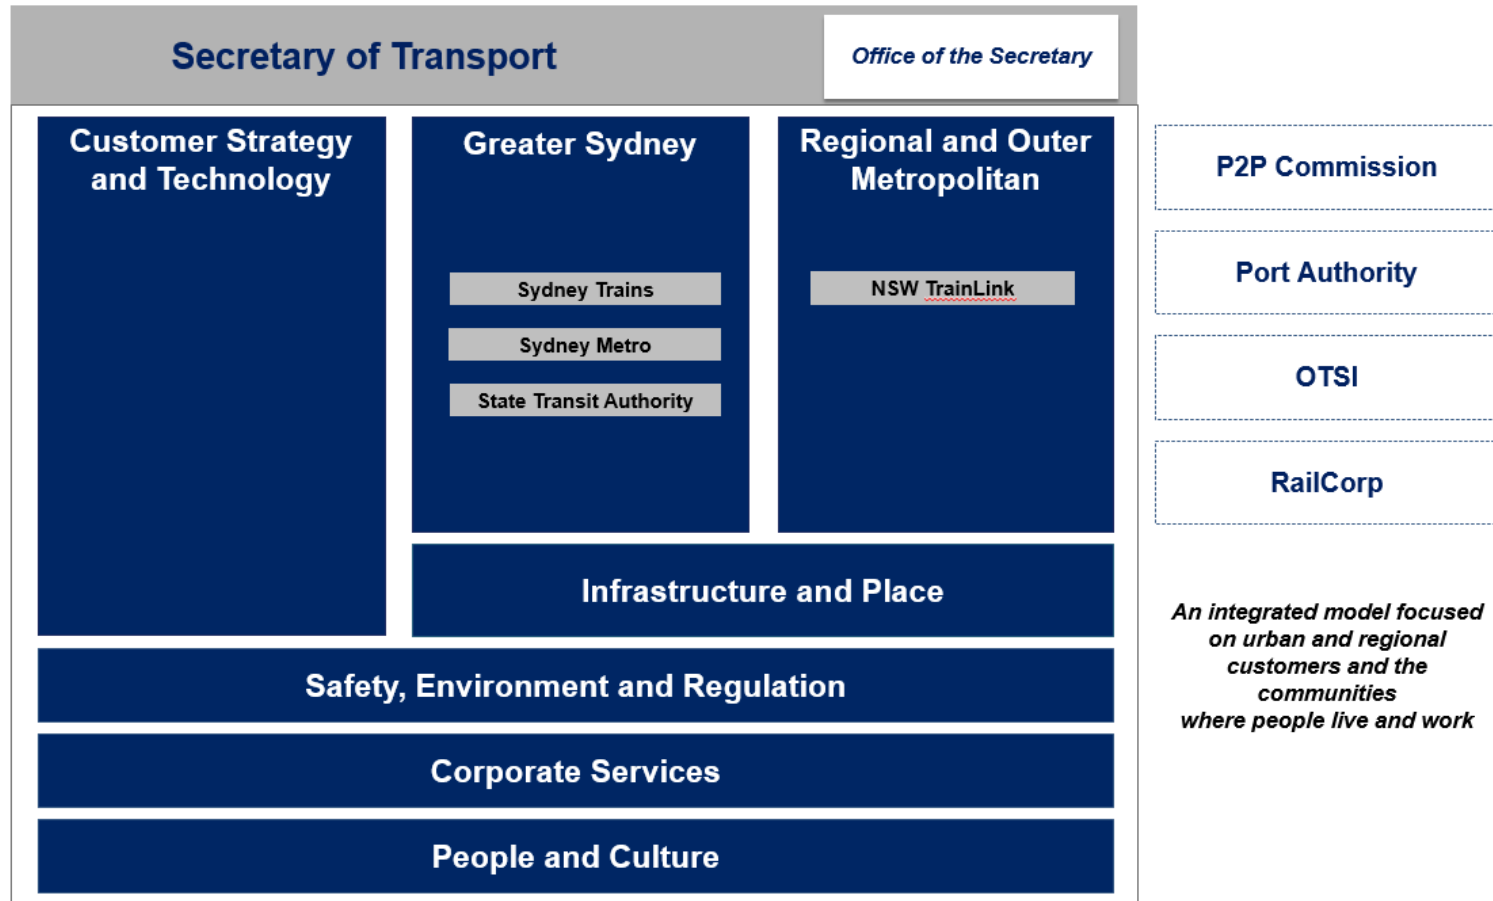 Secretary of Transport
Office of the Secretary
Customer Strategy
and Technology
Greater Sydney
Sydney Trains
Sydney Metro
State Transit Authority
Regional and Outer
Metropolitan
NSW TrainLink
Infrastructure and Place
Safety, Environment and Regulation
Corporate Services
People and Culture
P2P Commission
Port Authority
OTSI
RailCorp
An integrated model focused
on urban and regional
customers and the
communities
where people live and work